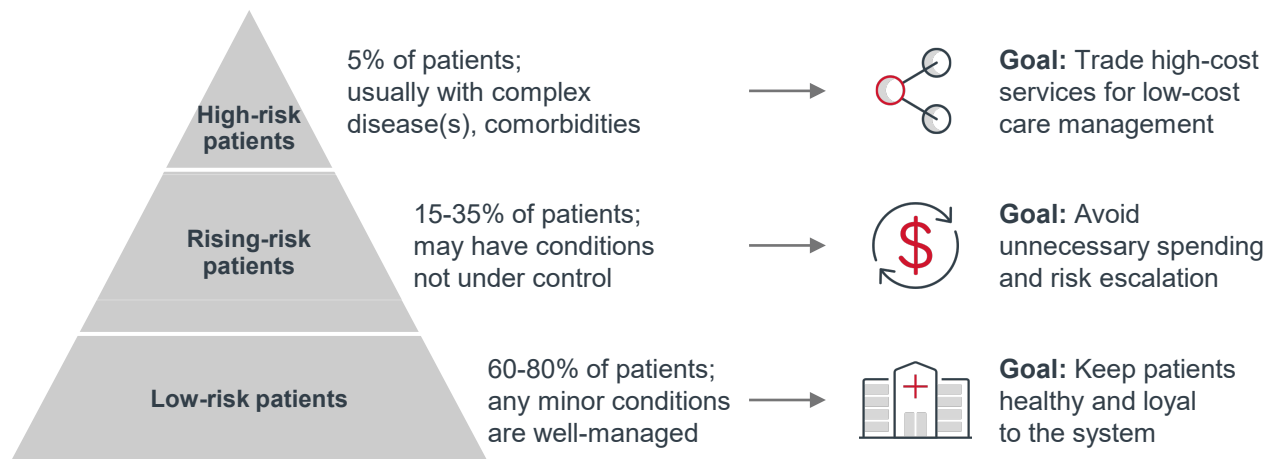 High-risk
patients
5% of patients;
usually with complex
disease(s), comorbidities
Goal: Trade high-cost
services for low-cost
care management
Rising-risk
patients
15-35% of patients;
may have conditions
not under control
$
Goal: Avoid
unnecessary spending
and risk escalation
Low-risk patients
60-80% of patients;
any minor conditions
are well-managed
Goal: Keep patients
healthy and loyal
to the system